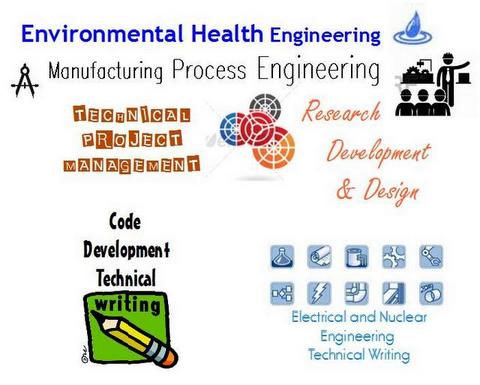 Environmental Health Engineering
Manufacturing Process Engineering
TECHNICAL
PROJECT
MANAGEMENT
Research
Development
& Design
Code
Development
Technical
writing
Electrical and Nuclear
Engineering
Technical Writing